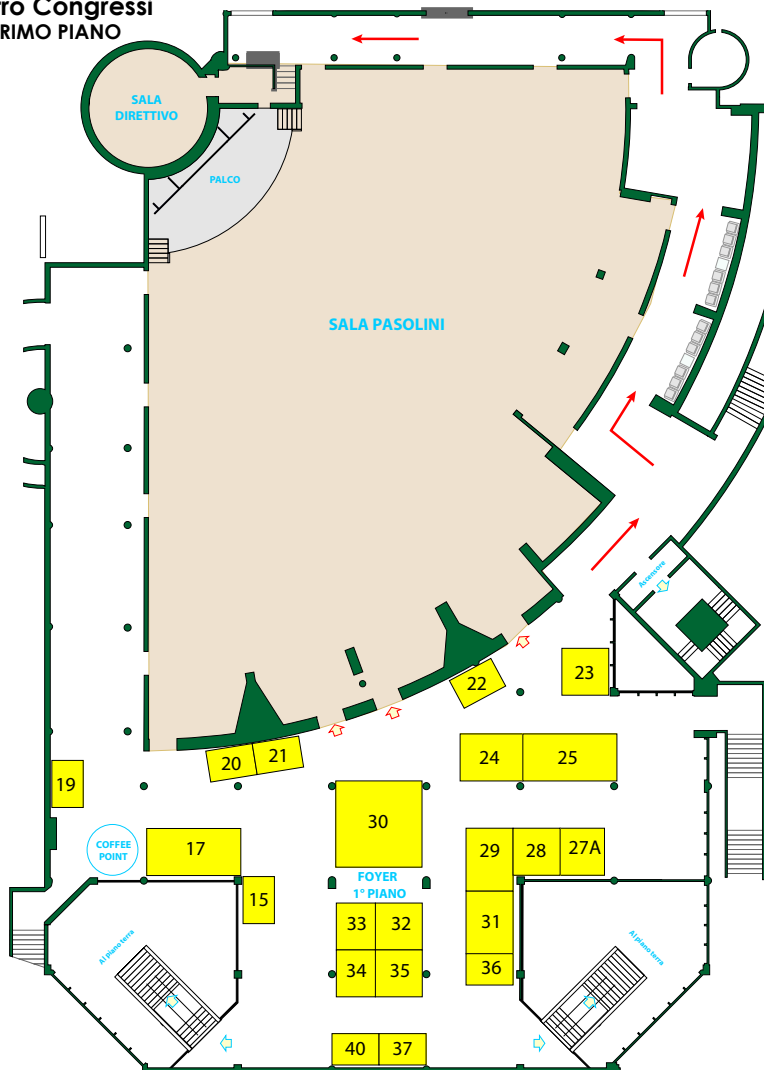 tro Congressi
RIMO PIANO
SALA
DIRETTIVO
PALCO
SALA PASOLINI
Ascensore
22
23
20
21
24
25
19
30
COFFEE
POINT
17
29
28
27A
FOYER
1° PIANO
15
33
32
31
34
35
36
Al piano terra
Al piano terra
40
37